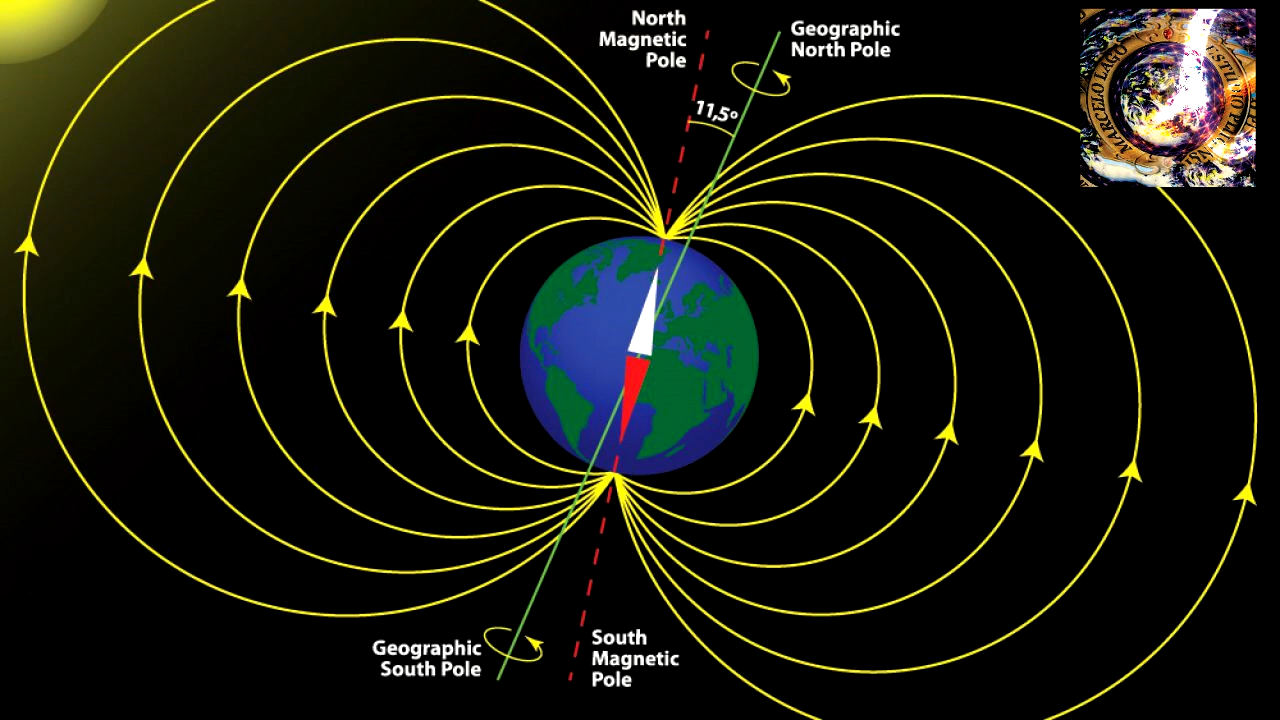 North
Magnetic
Pole
Geographic
North Pole
11,5°
MARCELO LAGO
Geographic
South Pole
South
Magnetic
Pole